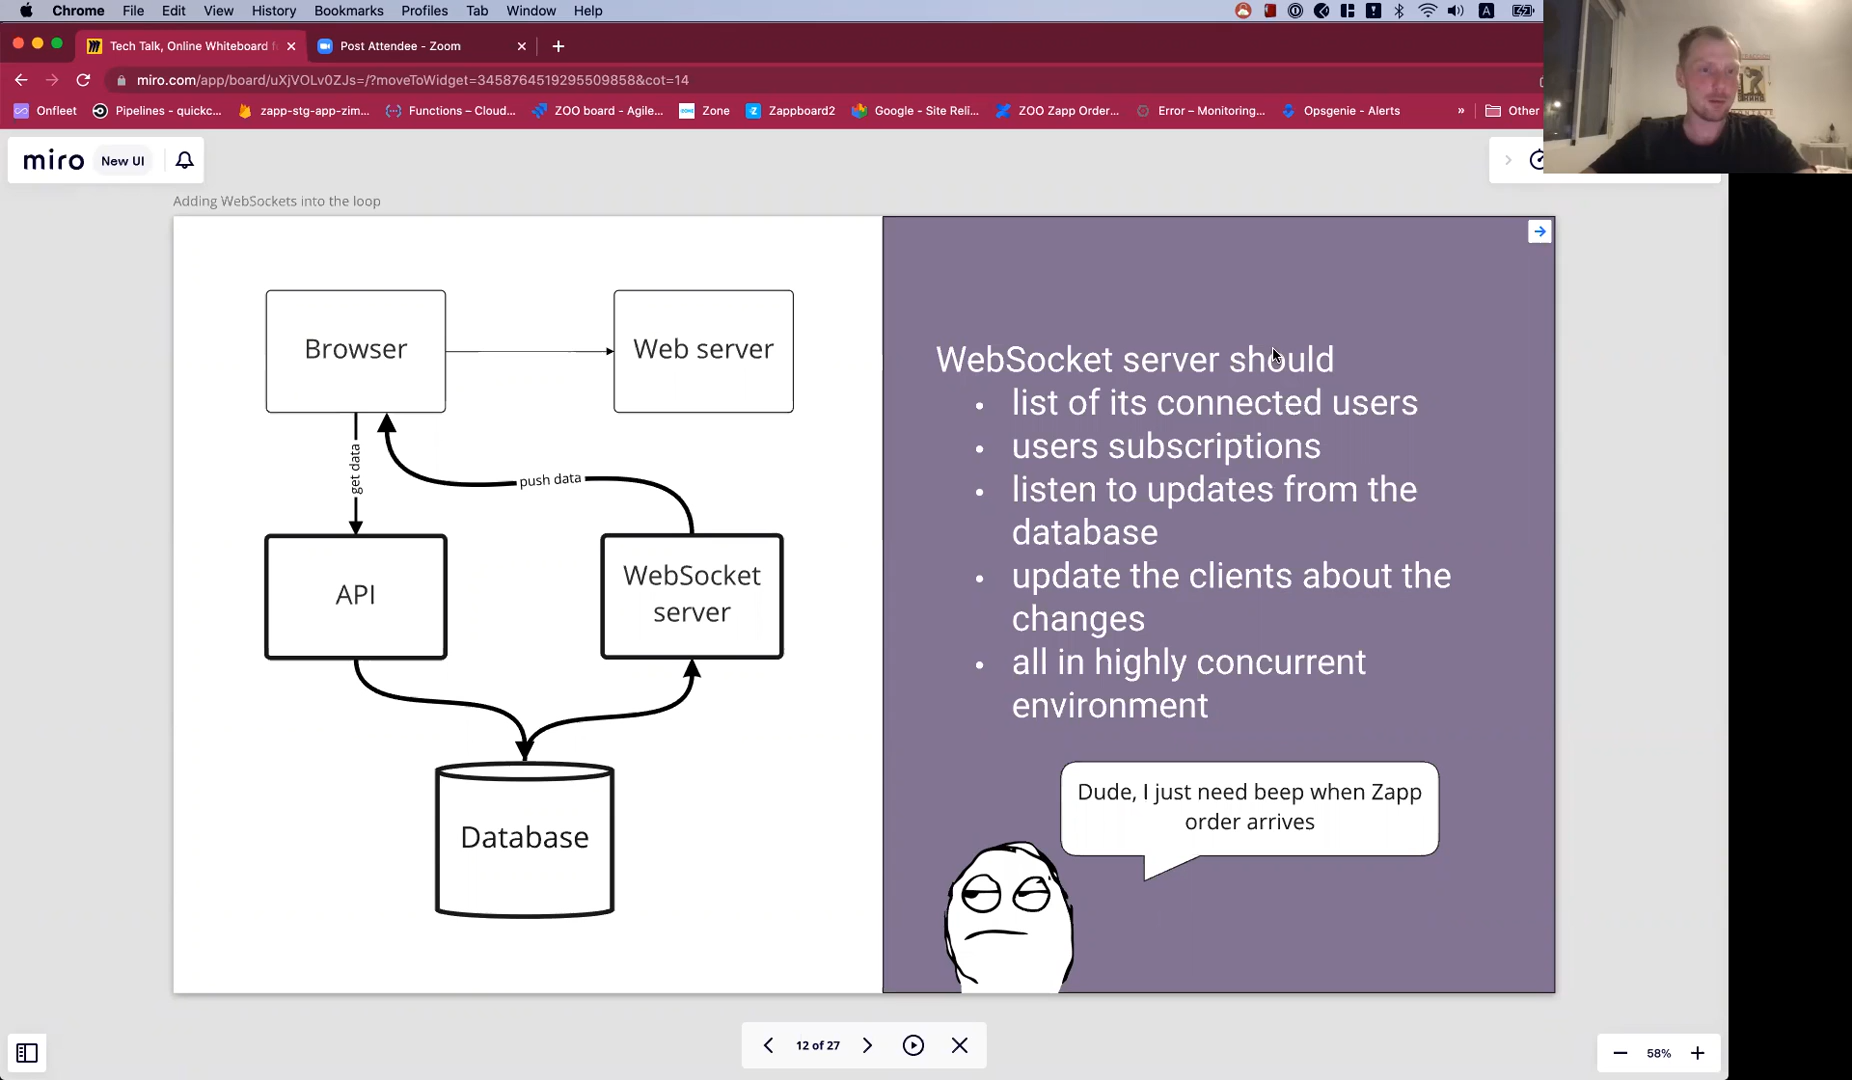 Chrome File Edit View History Bookmarks Profiles Tab Window Help
Tech Talk, Online Whiteboard f
Post Attendee - Zoom
miro.com/app/board/uXjVOLv0ZJs=/?moveToWidget=3458764519295509858&cot=14
Onfleet Pipelines - quickc... zapp-stg-app-zim... Functions – Cloud... ZOO board - Agile... Zone Zappboard2 Google - Site Reli... ZOO Zapp Order... Error – Monitoring... Opsgenie - Alerts » Other
miro New UI
Adding WebSockets into the loop
Browser
Web server
get data
push data
API
WebSocket
server
Database
WebSocket server should
• list of its connected users
• users subscriptions
• listen to updates from the
database
• update the clients about the
changes
• all in highly concurrent
environment
Dude, I just need beep when Zapp
order arrives
12 of 27
58%